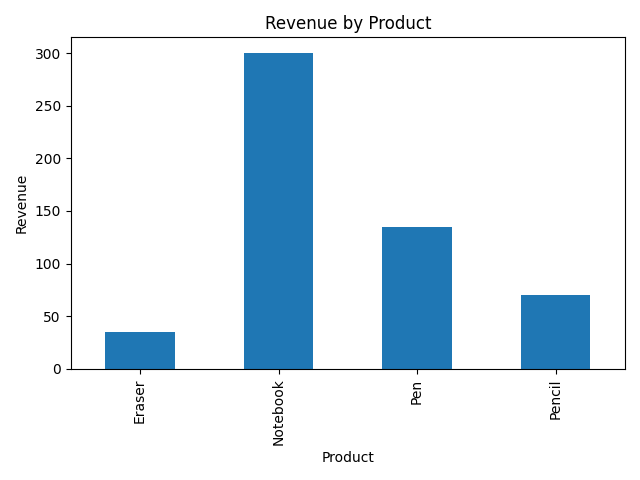 Revenue by Product
300
250
200
150
100
50
0
Revenue
Eraser
Notebook
Pen
Pencil
Product